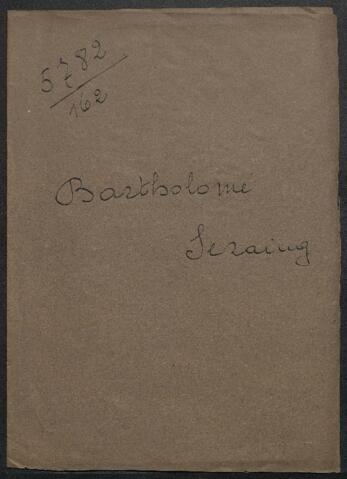 5782
162
Bartholomé
Seraing